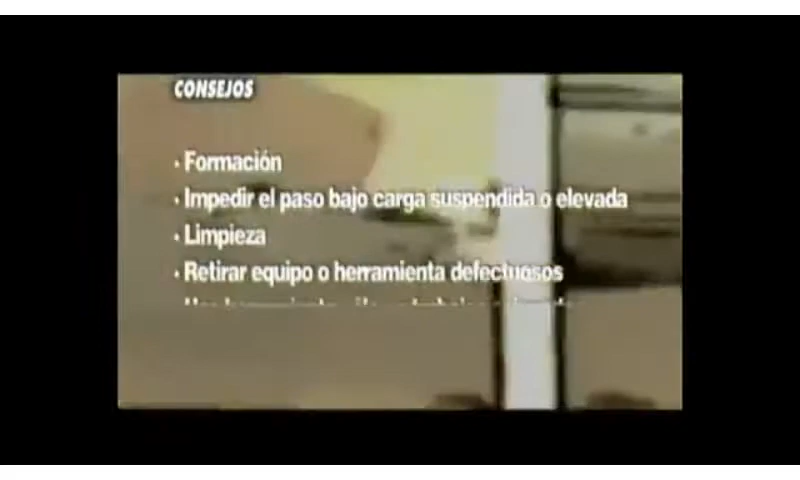 CONSEJOS
· Formación
· Impedir el paso bajo carga suspendida o elevada
· Limpieza
· Retirar equipo o herramienta defectuosos